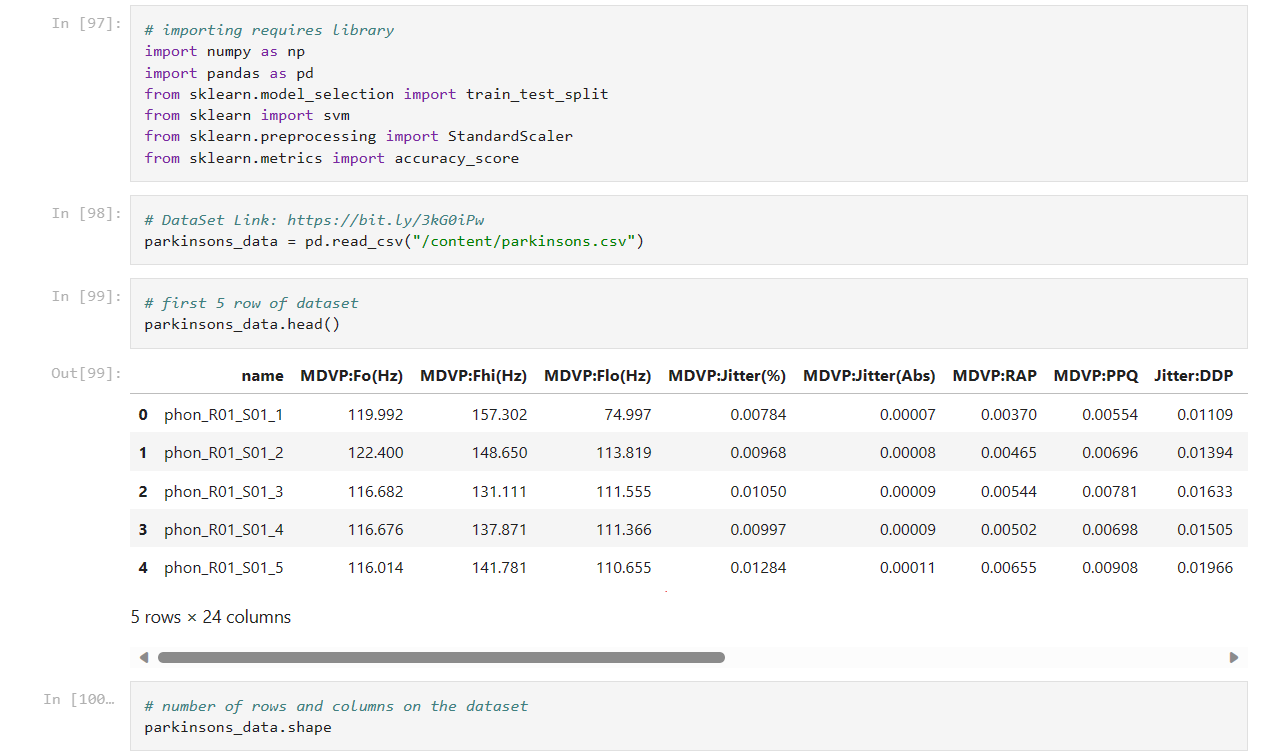 In [97]:
# importing requires library
import numpy as np
import pandas as pd
from sklearn.model_selection import train_test_split
from sklearn import svm
from sklearn.preprocessing import StandardScaler
from sklearn.metrics import accuracy_score
In [98]:
# DataSet Link: https://bit.ly/3kG0iPw
parkinsons_data = pd.read_csv("/content/parkinsons.csv")
In [99]:
# first 5 row of dataset
parkinsons_data.head()
Out[99]:
name MDVP:Fo(Hz) MDVP:Fhi(Hz) MDVP:Flo(Hz) MDVP:Jitter(%) MDVP:Jitter(Abs) MDVP:RAP MDVP:PPQ Jitter:DDP
0 phon_R01_S01_1 119.992 157.302 74.997 0.00784 0.00007 0.00370 0.00554 0.01109
1 phon_R01_S01_2 122.400 148.650 113.819 0.00968 0.00008 0.00465 0.00696 0.01394
2 phon_R01_S01_3 116.682 131.111 111.555 0.01050 0.00009 0.00544 0.00781 0.01633
3 phon_R01_S01_4 116.676 137.871 111.366 0.00997 0.00009 0.00502 0.00698 0.01505
4 phon_R01_S01_5 116.014 141.781 110.655 0.01284 0.00011 0.00655 0.00908 0.01966
5 rows × 24 columns
In [100…
# number of rows and columns on the dataset
parkinsons_data.shape